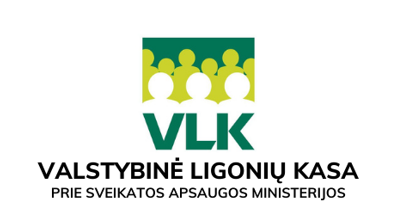 VLK
VALSTYBINĖ LIGONIŲ KASA
PRIE SVEIKATOS APSAUGOS MINISTERIJOS